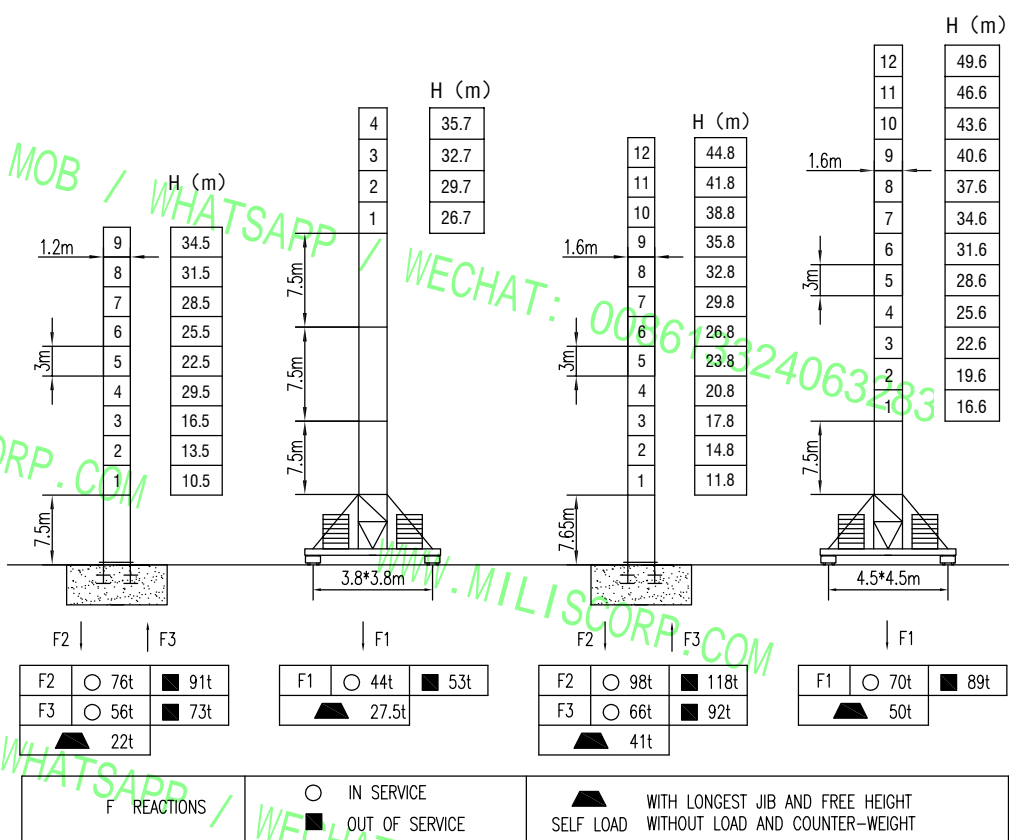 H (m)
12 49.6
11 46.6
10 43.6
9 40.6
1.6m
8 37.6
7 34.6
6 31.6
3m
5 28.6
4 25.6
3 22.6
2 19.6
1 16.6
7.5m
4.5*4.5m
H (m)
4 35.7
3 32.7
2 29.7
1 26.7
7.5m
7.5m
7.5m
3.8*3.8m
H (m)
12 44.8
11 41.8
10 38.8
9 35.8
1.6m
8 32.8
7 29.8
6 26.8
3m
5 23.8
4 20.8
3 17.8
2 14.8
1 11.8
7.65m
H (m)
9 34.5
1.2m
8 31.5
7 28.5
6 25.5
3m
5 22.5
4 29.5
3 16.5
2 13.5
1 10.5
7.5m
MOB / WHATSAPP / WECHAT: 008613324063283
ORP.COM
WWW.MILISCORP.COM
WHATSAPP / WECHAT
F2 F3
F1
F2 F3
F1
F2 76t 91t
F3 56t 73t
22t
F1 44t 53t
27.5t
F2 98t 118t
F3 66t 92t
41t
F1 70t 89t
50t
F REACTIONS
IN SERVICE
OUT OF SERVICE
SELF LOAD
WITH LONGEST JIB AND FREE HEIGHT
WITHOUT LOAD AND COUNTER-WEIGHT